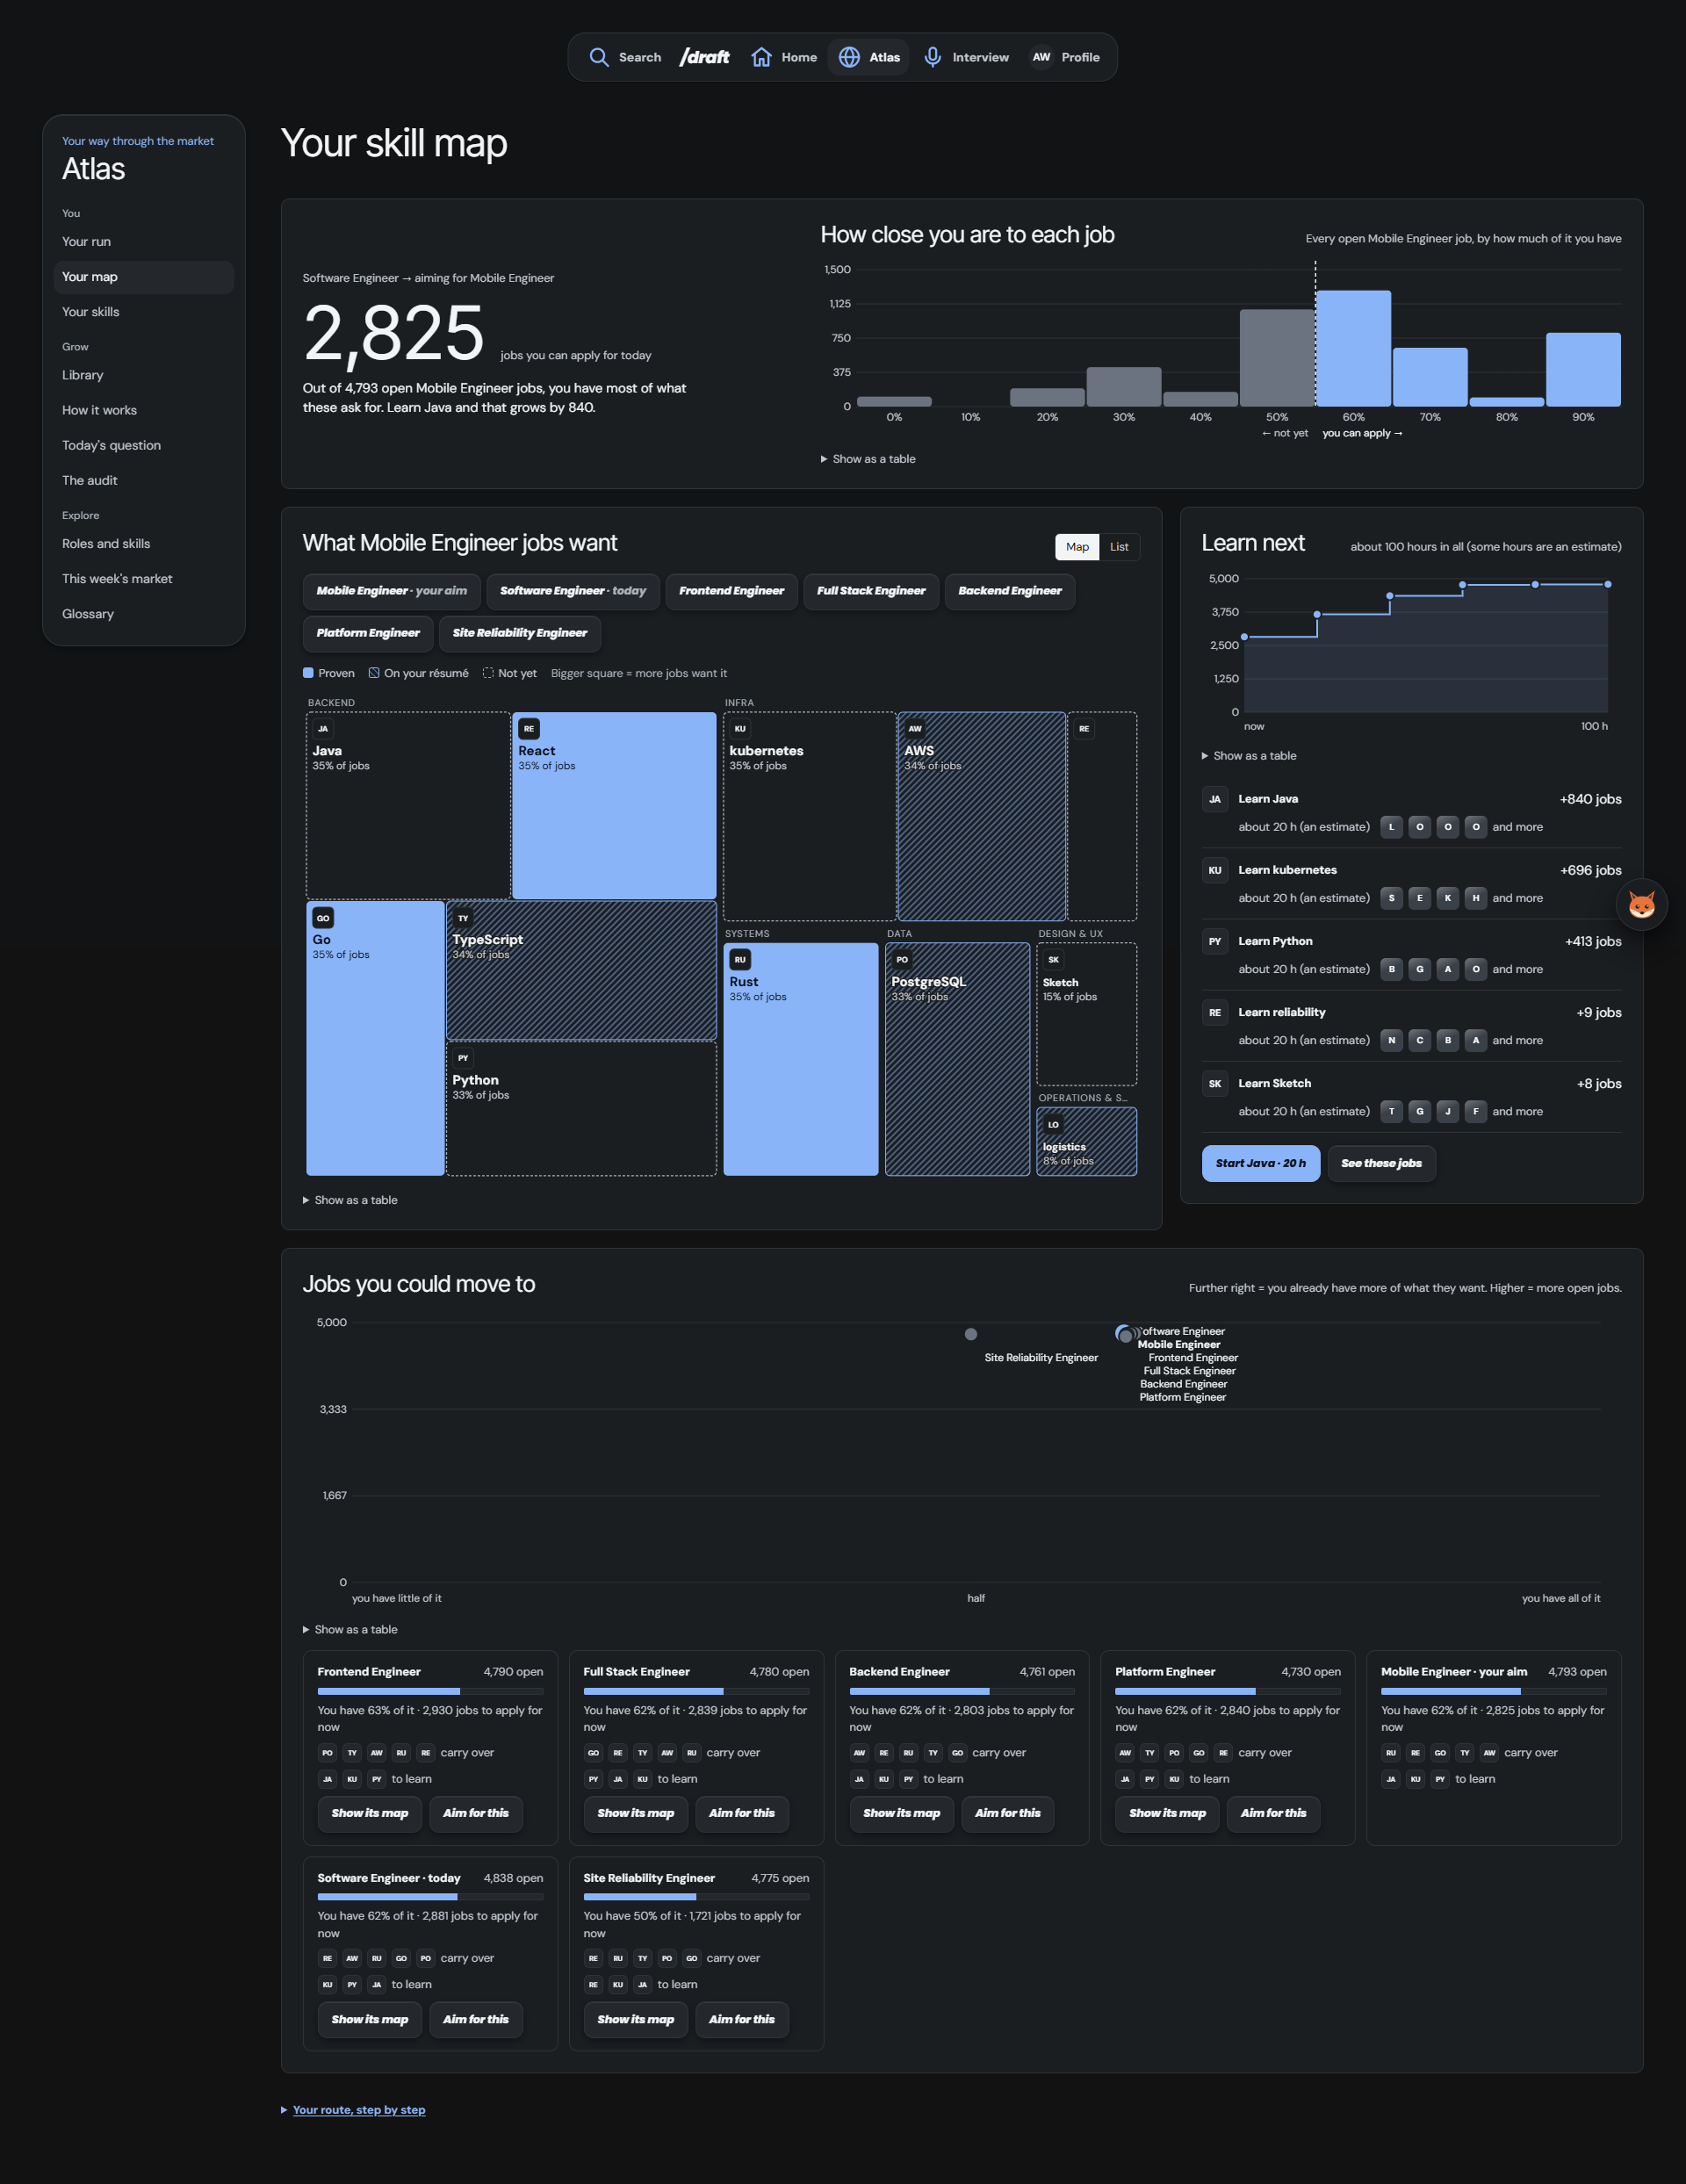 Search
/draft
Home
Atlas
Interview
AW
Profile
Your way through the market
Atlas
You
Your run
Your map
Your skills
Grow
Library
How it works
Today's question
The audit
Explore
Roles and skills
This week's market
Glossary
Your skill map
Software Engineer → aiming for Mobile Engineer
2,825 jobs you can apply for today
Out of 4,793 open Mobile Engineer jobs, you have most of what
these ask for. Learn Java and that grows by 840.
How close you are to each job
Every open Mobile Engineer job, by how much of it you have
1,500
1,125
750
375
0
0% 10% 20% 30% 40% 50% 60% 70% 80% 90%
← not yet you can apply →
Show as a table
What Mobile Engineer jobs want
Map List
Mobile Engineer · your aim
Software Engineer · today
Frontend Engineer
Full Stack Engineer
Backend Engineer
Platform Engineer
Site Reliability Engineer
Proven On your résumé Not yet Bigger square = more jobs want it
BACKEND
JA
Java
35% of jobs
RE
React
35% of jobs
GO
Go
35% of jobs
TY
TypeScript
34% of jobs
PY
Python
33% of jobs
INFRA
KU
kubernetes
35% of jobs
AW
AWS
34% of jobs
RE
SYSTEMS
RU
Rust
35% of jobs
DATA
PO
PostgreSQL
33% of jobs
DESIGN & UX
SK
Sketch
15% of jobs
OPERATIONS & S...
LO
logistics
8% of jobs
Show as a table
Learn next
about 100 hours in all (some hours are an estimate)
5,000
3,750
2,500
1,250
0
now 100 h
Show as a table
JA Learn Java +840 jobs
about 20 h (an estimate) L O O O and more
KU Learn kubernetes +696 jobs
about 20 h (an estimate) S E K H and more
PY Learn Python +413 jobs
about 20 h (an estimate) B G A O and more
RE Learn reliability +9 jobs
about 20 h (an estimate) N C B A and more
SK Learn Sketch +8 jobs
about 20 h (an estimate) T G J F and more
Start Java · 20 h
See these jobs
Jobs you could move to
Further right = you already have more of what they want. Higher = more open jobs.
5,000
3,333
1,667
0
Site Reliability Engineer
oftware Engineer
Mobile Engineer
Frontend Engineer
Full Stack Engineer
Backend Engineer
Platform Engineer
you have little of it half you have all of it
Show as a table
Frontend Engineer 4,790 open
You have 63% of it · 2,930 jobs to apply for
now
PO TY AW RU RE carry over
JA KU PY to learn
Show its map Aim for this
Full Stack Engineer 4,780 open
You have 62% of it · 2,839 jobs to apply for
now
GO RE TY AW RU carry over
PY JA KU to learn
Show its map Aim for this
Backend Engineer 4,761 open
You have 62% of it · 2,803 jobs to apply for
now
AW RE RU TY GO carry over
JA KU PY to learn
Show its map Aim for this
Platform Engineer 4,730 open
You have 62% of it · 2,840 jobs to apply for
now
AW TY PO GO RE carry over
JA PY KU to learn
Show its map Aim for this
Mobile Engineer · your aim 4,793 open
You have 62% of it · 2,825 jobs to apply for
now
RU RE GO TY AW carry over
JA KU PY to learn
Software Engineer · today 4,838 open
You have 62% of it · 2,881 jobs to apply for
now
RE AW RU GO PO carry over
KU PY JA to learn
Show its map Aim for this
Site Reliability Engineer 4,775 open
You have 50% of it · 1,721 jobs to apply for
now
RE RU TY PO GO carry over
RE KU JA to learn
Show its map Aim for this
Your route, step by step